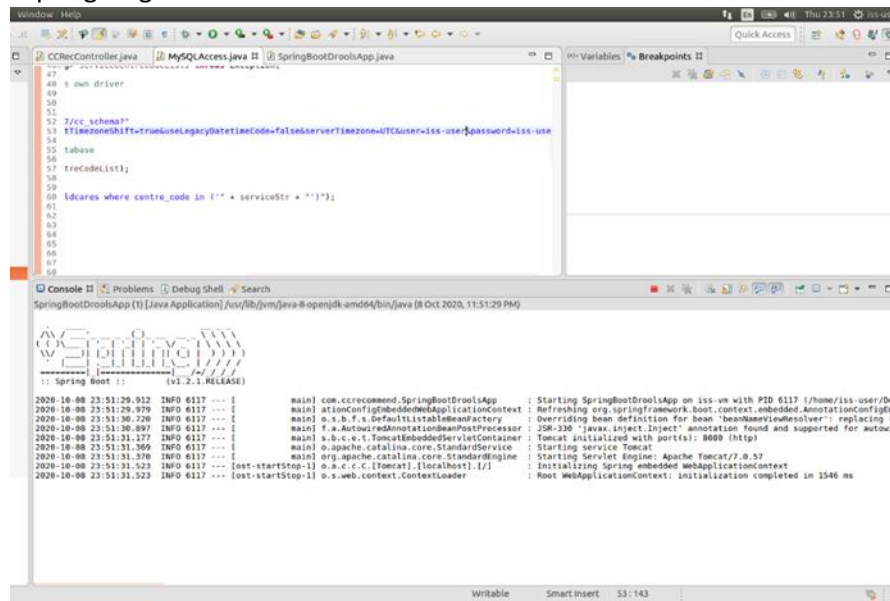 Window Help
En
Thu 23:51
iss-us
Quick Access
CCRecController.java
MySQLAccess.java
SpringBootDroolsApp.java
Variables
Breakpoints
47
48 s own driver
49
50
51
52 7/cc_schema?"
53 tTimezoneShift=true&useLegacyDatetimeCode=false&serverTimezone=UTC&user=iss-user&password=iss-use
54
55 tabase
56
57 treCodeList);
58
59
60 ldcares where centre_code in ('" + serviceStr + "')");
61
62
63
64
65
66
67
68
Console
Problems
Debug Shell
Search
SpringBootDroolsApp (1) [Java Application] /usr/lib/jvm/java-8-openjdk-amd64/bin/java (8 Oct 2020, 11:51:29 PM)
Spring
:: Spring Boot :: (v1.2.1.RELEASE)
2020-10-08 23:51:29.912 INFO 6117 --- [ main] com.ccrecommend.SpringBootDroolsApp : Starting SpringBootDroolsApp on iss-vm with PID 6117 (/home/iss-user/De
2020-10-08 23:51:29.979 INFO 6117 --- [ main] ationConfigEmbeddedWebApplicationContext : Refreshing org.springframework.boot.context.embedded.AnnotationConfigE
2020-10-08 23:51:30.720 INFO 6117 --- [ main] o.s.b.f.s.DefaultListableBeanFactory : Overriding bean definition for bean 'beanNameViewResolver': replacing
2020-10-08 23:51:30.897 INFO 6117 --- [ main] f.a.AutowiredAnnotationBeanPostProcessor : JSR-330 'javax.inject.Inject' annotation found and supported for autow
2020-10-08 23:51:31.177 INFO 6117 --- [ main] s.b.c.e.t.TomcatEmbeddedServletContainer : Tomcat initialized with port(s): 8080 (http)
2020-10-08 23:51:31.369 INFO 6117 --- [ main] o.apache.catalina.core.StandardService : Starting service Tomcat
2020-10-08 23:51:31.370 INFO 6117 --- [ main] org.apache.catalina.core.StandardEngine : Starting Servlet Engine: Apache Tomcat/7.0.57
2020-10-08 23:51:31.523 INFO 6117 --- [ost-startStop-1] o.a.c.c.C.[Tomcat].[localhost].[/] : Initializing Spring embedded WebApplicationContext
2020-10-08 23:51:31.523 INFO 6117 --- [ost-startStop-1] o.s.web.context.ContextLoader : Root WebApplicationContext: initialization completed in 1546 ms
Writable
Smart Insert
53 : 143